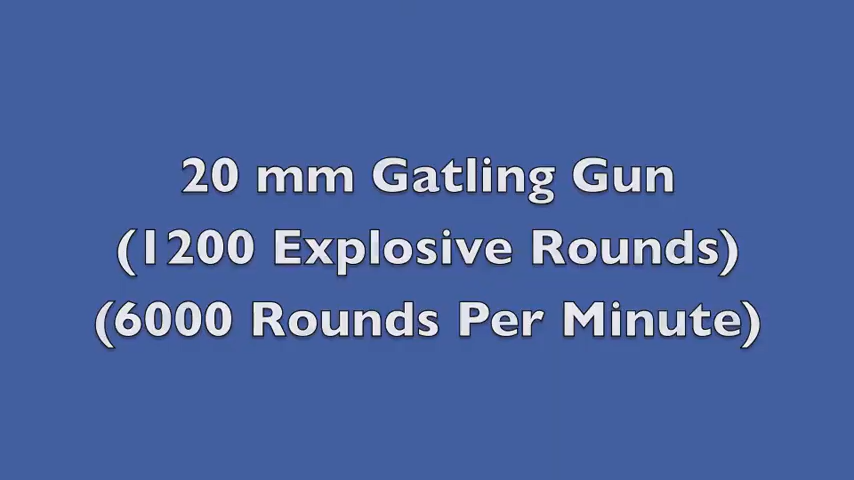 20 mm Gatling Gun
(1200 Explosive Rounds)
(6000 Rounds Per Minute)